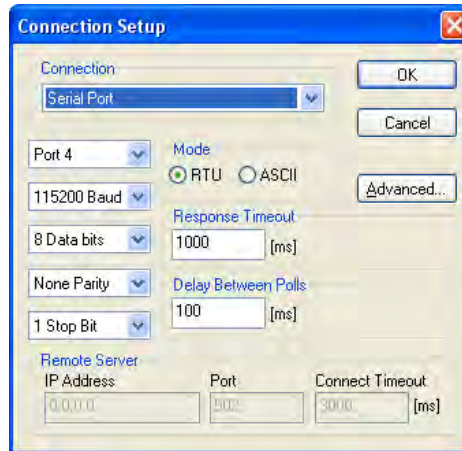 Connection Setup
Connection
OK
Serial Port
Cancel
Port 4
Mode
RTU ASCII
115200 Baud
Advanced...
Response Timeout
8 Data bits
1000 [ms]
None Parity
Delay Between Polls
100 [ms]
1 Stop Bit
Remote Server
IP Address Port Connect Timeout
0.0.0.0 502 3000 [ms]